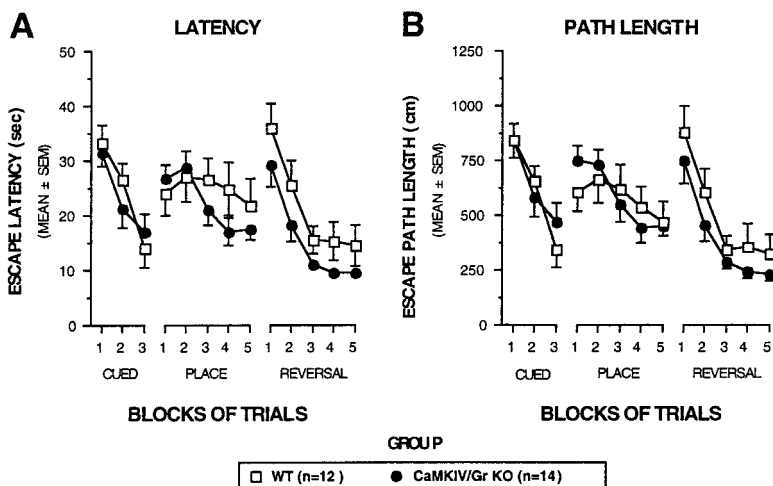 A
LATENCY
ESCAPE LATENCY (sec)
(MEAN ± SEM)
50
40
30
20
10
0
1 2 3 1 2 3 4 5 1 2 3 4 5
CUED PLACE REVERSAL
BLOCKS OF TRIALS
B
PATH LENGTH
ESCAPE PATH LENGTH (cm)
(MEAN ± SEM)
1250
1000
750
500
250
0
1 2 3 1 2 3 4 5 1 2 3 4 5
CUED PLACE REVERSAL
BLOCKS OF TRIALS
GROUP
WT (n=12 ) CaMKIV/Gr KO (n=14)